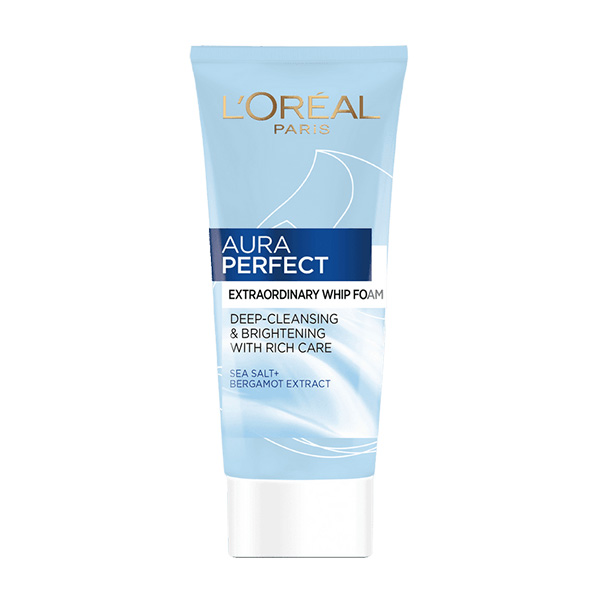 L'ORÉAL
PARIS
AURA
PERFECT
EXTRAORDINARY WHIP FOAM
DEEP-CLEANSING
& BRIGHTENING
WITH RICH CARE
SEA SALT+
BERGAMOT EXTRACT